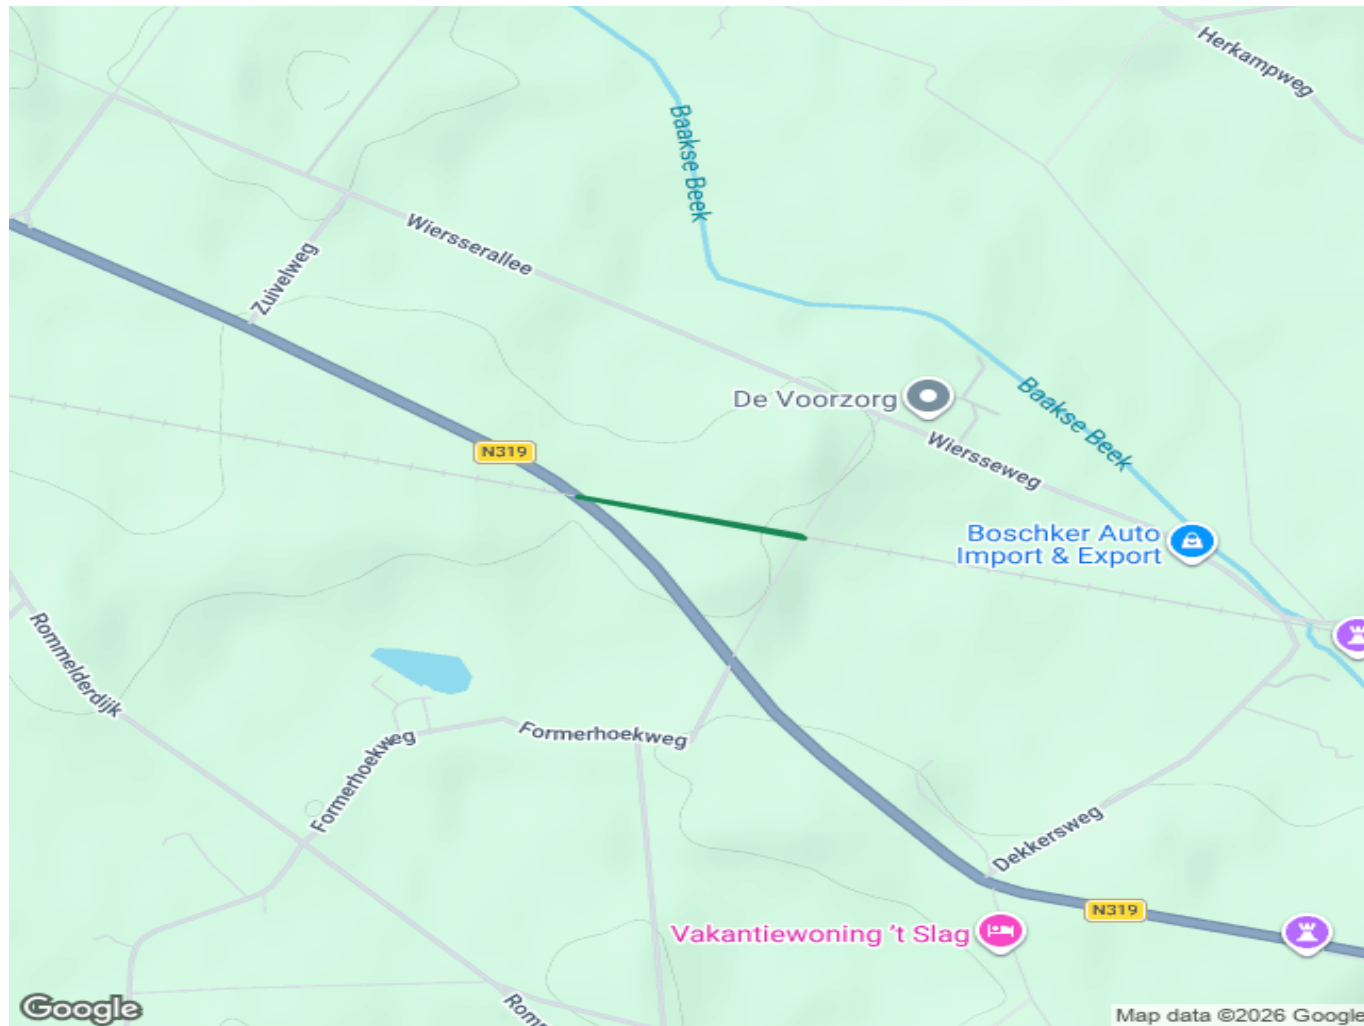 Herkampweg
Baakse Beek
Wiersserallee
Zuivelweg
De Voorzorg
Baakse Beek
N319
Wiersseweg
Boschker Auto
Import & Export
Rommelderdijk
Formerhoekweg
Formerhoekweg
Dekkersweg
N319
Vakantiewoning 't Slag
Romm
Google
Map data ©2026 Google